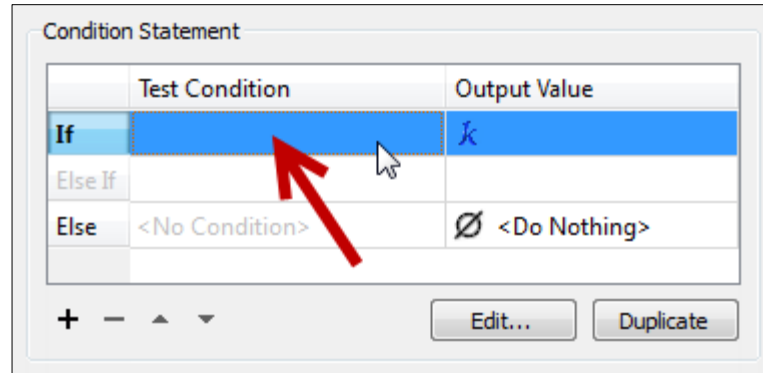 Condition Statement
Test Condition Output Value
If k
Else If
Else <No Condition> Ø <Do Nothing>
Edit... Duplicate